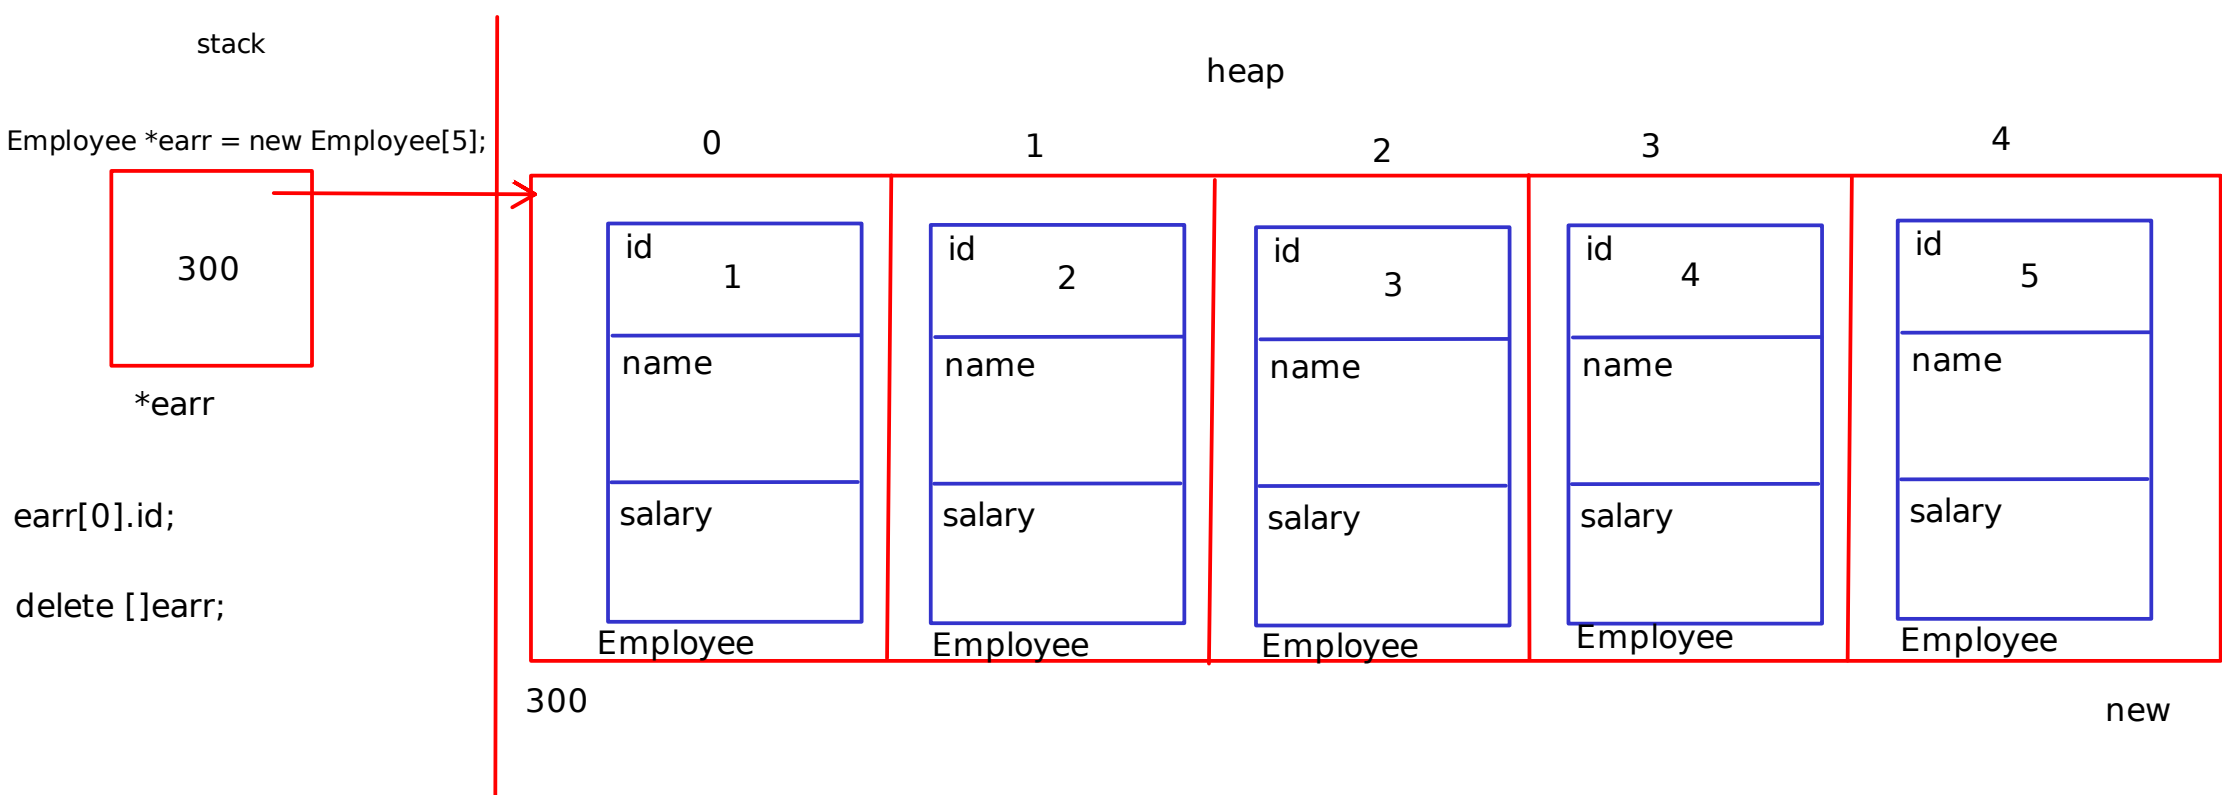 stack
heap
Employee *earr = new Employee[5];
0 1 2 3 4
300
*earr
earr[0].id;
delete []earr;
id
1
name
salary
Employee
id
2
name
salary
Employee
id
3
name
salary
Employee
id
4
name
salary
Employee
id
5
name
salary
Employee
300
new